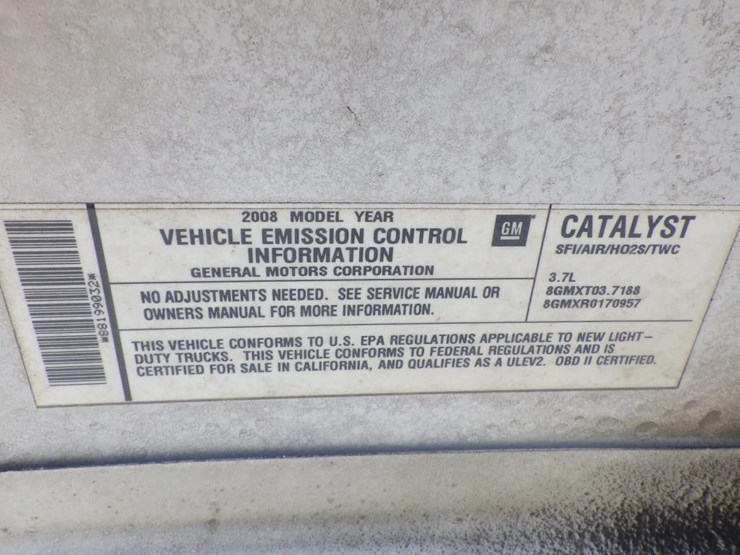 2008 MODEL YEAR
VEHICLE EMISSION CONTROL
INFORMATION
GENERAL MOTORS CORPORATION
GM
CATALYST
SFI/AIR/HO2S/TWC
3.7L
8GMXT03.7188
8GMXR0170957
NO ADJUSTMENTS NEEDED. SEE SERVICE MANUAL OR
OWNERS MANUAL FOR MORE INFORMATION.
THIS VEHICLE CONFORMS TO U.S. EPA REGULATIONS APPLICABLE TO NEW LIGHT-
DUTY TRUCKS. THIS VEHICLE CONFORMS TO FEDERAL REGULATIONS AND IS
CERTIFIED FOR SALE IN CALIFORNIA, AND QUALIFIES AS A ULEV2. OBD II CERTIFIED.
*88199032*